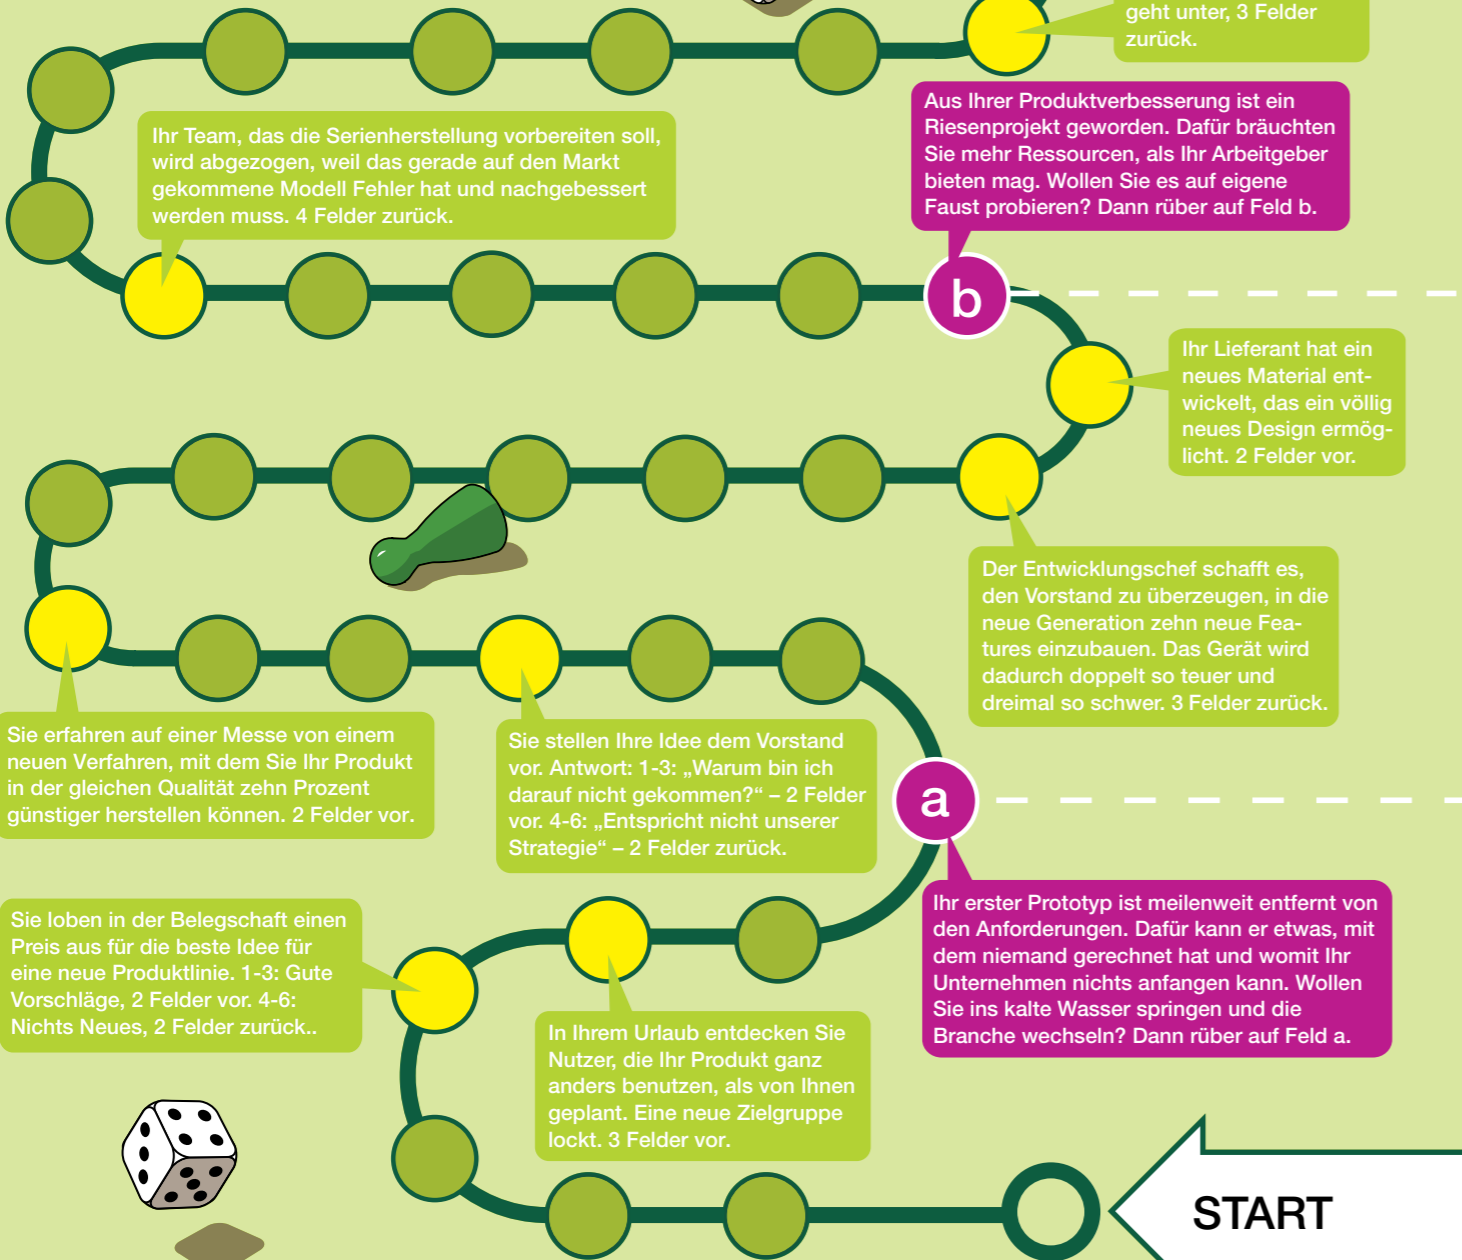 geht unter, 3 Felder
zurück.
Aus Ihrer Produktverbesserung ist ein
Riesenprojekt geworden. Dafür bräuchten
Sie mehr Ressourcen, als Ihr Arbeitgeber
bieten mag. Wollen Sie es auf eigene
Faust probieren? Dann rüber auf Feld b.
Ihr Team, das die Serienherstellung vorbereiten soll,
wird abgezogen, weil das gerade auf den Markt
gekommene Modell Fehler hat und nachgebessert
werden muss. 4 Felder zurück.
b
Ihr Lieferant hat ein
neues Material ent-
wickelt, das ein völlig
neues Design ermög-
licht. 2 Felder vor.
Der Entwicklungschef schafft es,
den Vorstand zu überzeugen, in die
neue Generation zehn neue Fea-
tures einzubauen. Das Gerät wird
dadurch doppelt so teuer und
dreimal so schwer. 3 Felder zurück.
Sie erfahren auf einer Messe von einem
neuen Verfahren, mit dem Sie Ihr Produkt
in der gleichen Qualität zehn Prozent
günstiger herstellen können. 2 Felder vor.
Sie stellen Ihre Idee dem Vorstand
vor. Antwort: 1-3: „Warum bin ich
darauf nicht gekommen?“ – 2 Felder
vor. 4-6: „Entspricht nicht unserer
Strategie“ – 2 Felder zurück.
a
Ihr erster Prototyp ist meilenweit entfernt von
den Anforderungen. Dafür kann er etwas, mit
dem niemand gerechnet hat und womit Ihr
Unternehmen nichts anfangen kann. Wollen
Sie ins kalte Wasser springen und die
Branche wechseln? Dann rüber auf Feld a.
Sie loben in der Belegschaft einen
Preis aus für die beste Idee für
eine neue Produktlinie. 1-3: Gute
Vorschläge, 2 Felder vor. 4-6:
Nichts Neues, 2 Felder zurück..
In Ihrem Urlaub entdecken Sie
Nutzer, die Ihr Produkt ganz
anders benutzen, als von Ihnen
geplant. Eine neue Zielgruppe
lockt. 3 Felder vor.
START